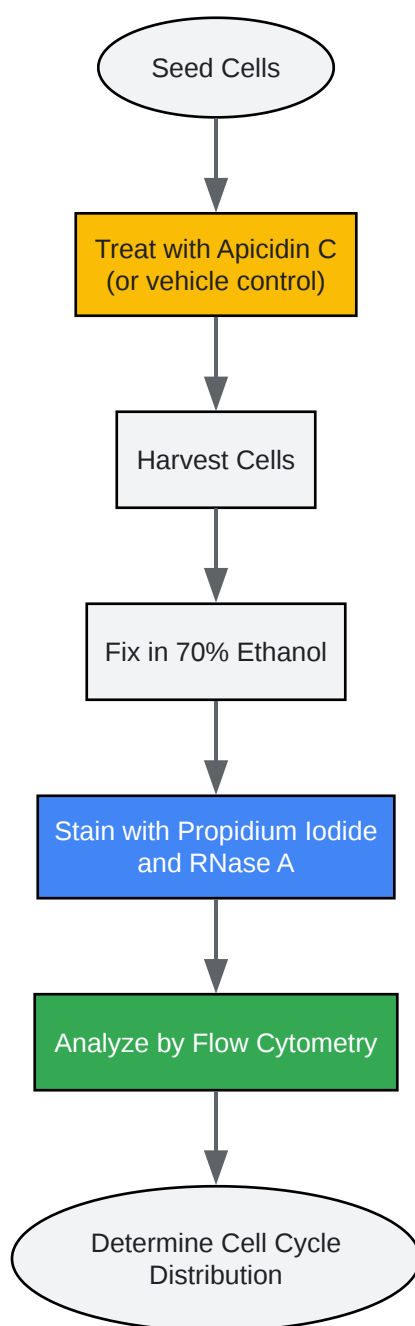 Seed Cells
Treat with Apicidin C
(or vehicle control)
Harvest Cells
Fix in 70% Ethanol
Stain with Propidium Iodide
and RNase A
Analyze by Flow Cytometry
Determine Cell Cycle
Distribution